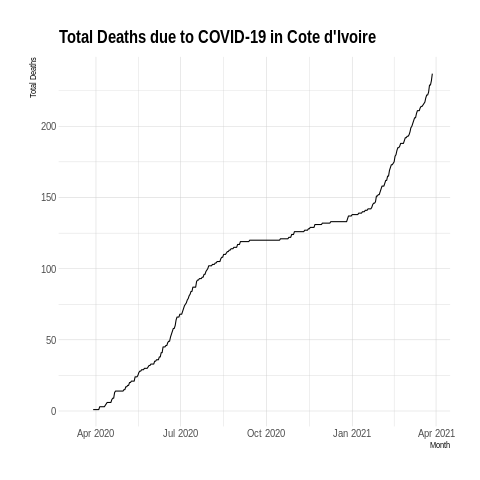 Total Deaths due to COVID-19 in Cote d'Ivoire
Total Deaths
200
150
100
50
0
Apr 2020 Jul 2020 Oct 2020 Jan 2021 Apr 2021
Month